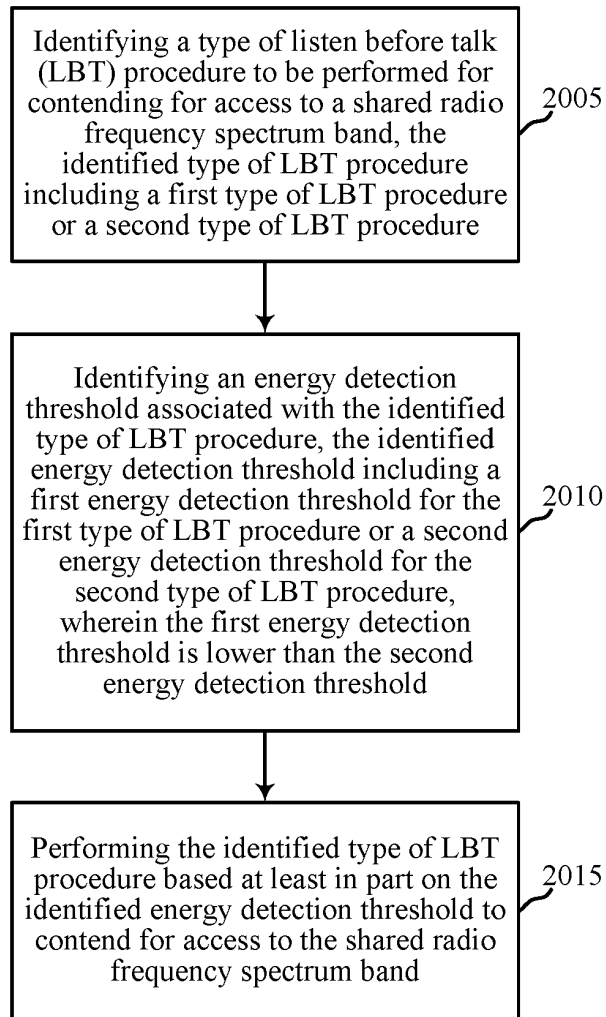 Identifying a type of listen before talk
(LBT) procedure to be performed for
contending for access to a shared radio
frequency spectrum band, the
identified type of LBT procedure
including a first type of LBT procedure
or a second type of LBT procedure
2005
Identifying an energy detection
threshold associated with the identified
type of LBT procedure, the identified
energy detection threshold including a
first energy detection threshold for the
first type of LBT procedure or a second
energy detection threshold for the
second type of LBT procedure,
wherein the first energy detection
threshold is lower than the second
energy detection threshold
2010
Performing the identified type of LBT
procedure based at least in part on the
identified energy detection threshold to
contend for access to the shared radio
frequency spectrum band
2015